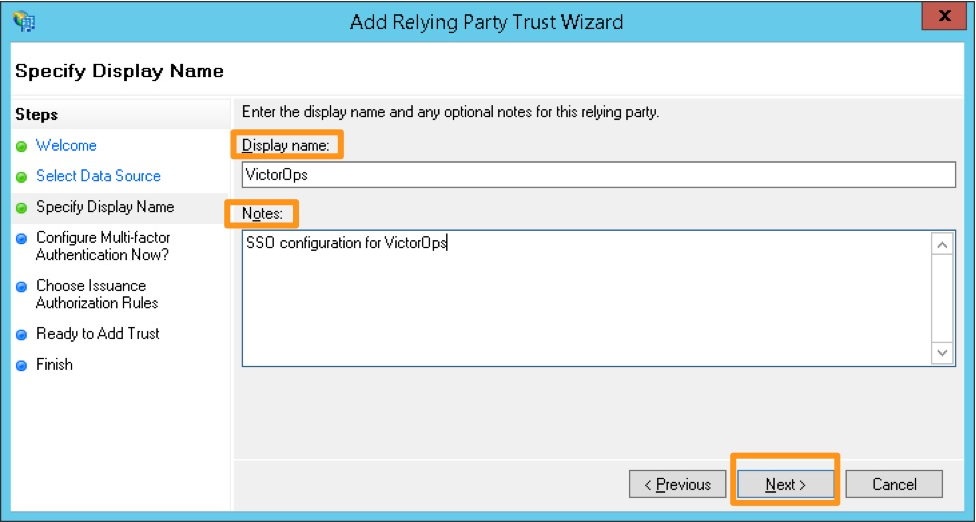 Add Relying Party Trust Wizard
x
Specify Display Name
Steps
Welcome
Select Data Source
Specify Display Name
Configure Multi-factor
Authentication Now?
Choose Issuance
Authorization Rules
Ready to Add Trust
Finish
Enter the display name and any optional notes for this relying party.
Display name:
VictorOps
Notes:
SSO configuration for VictorOps
< Previous
Next >
Cancel